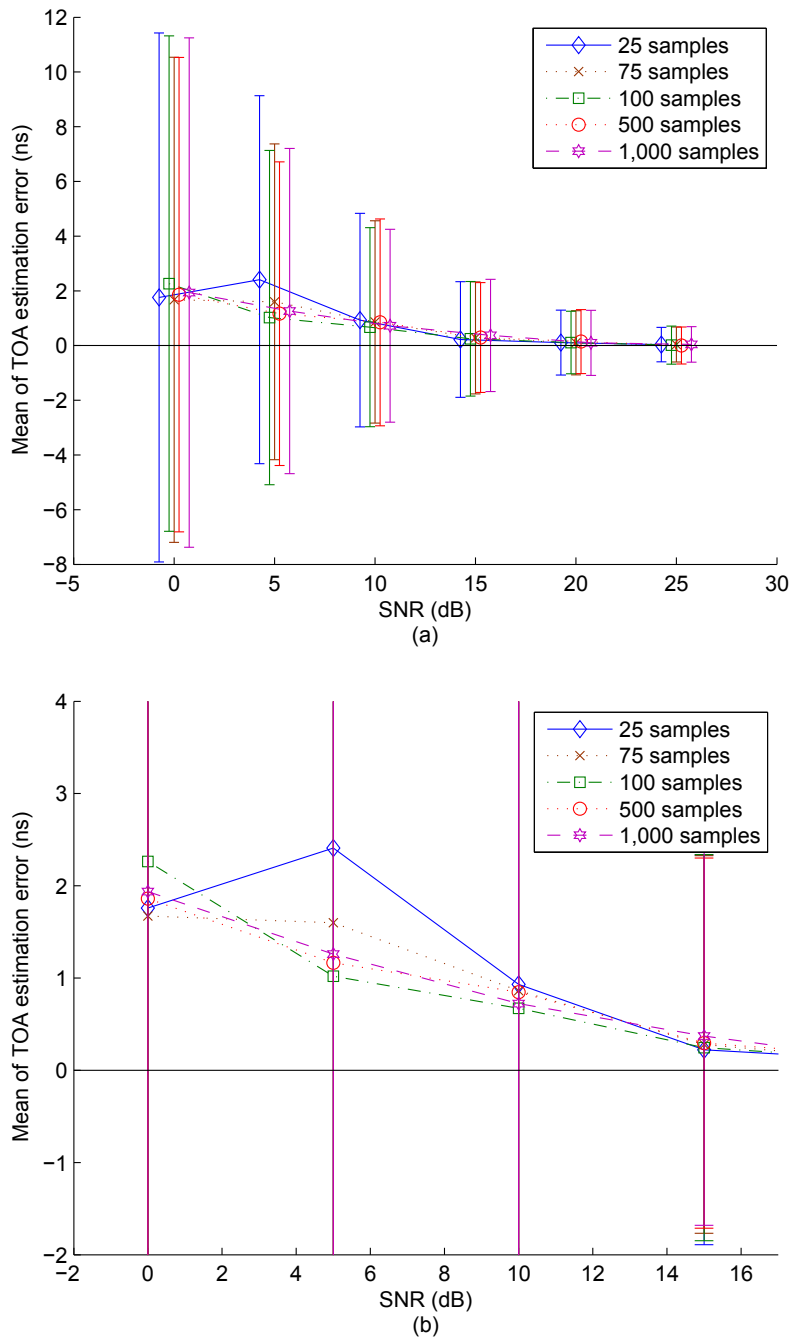 12
10
8
6
4
2
0
−2
−4
−6
−8
Mean of TOA estimation error (ns)
25 samples
75 samples
100 samples
500 samples
1,000 samples
−5
0
5
10
15
20
25
30
SNR (dB)
(a)
4
3
2
1
0
−1
−2
Mean of TOA estimation error (ns)
25 samples
75 samples
100 samples
500 samples
1,000 samples
−2
0
2
4
6
8
10
12
14
16
SNR (dB)
(b)